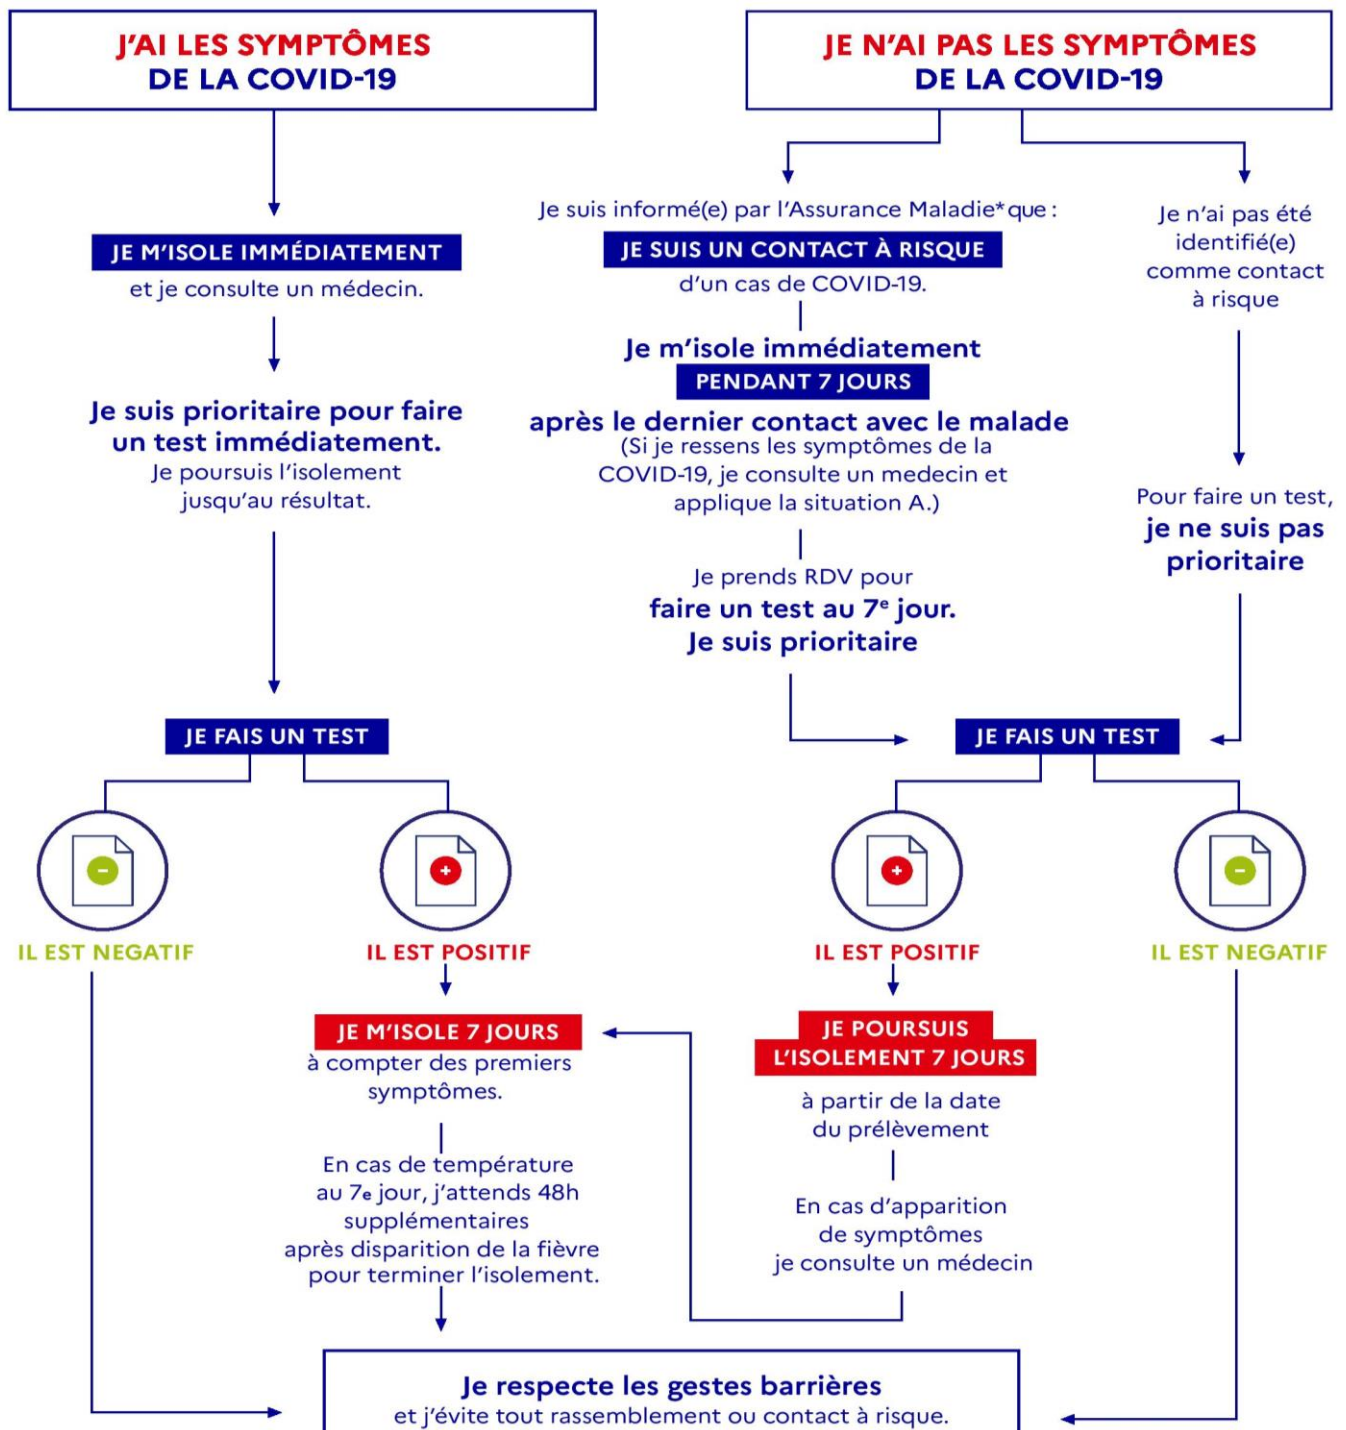 J'AI LES SYMPTÔMES
DE LA COVID-19
JE M'ISOLE IMMÉDIATEMENT
et je consulte un médecin.
Je suis prioritaire pour faire
un test immédiatement.
Je poursuis l'isolement
jusqu'au résultat.
JE FAIS UN TEST
-
IL EST NEGATIF
+
IL EST POSITIF
JE M'ISOLE 7 JOURS
à compter des premiers
symptômes.
En cas de température
au 7e jour, j'attends 48h
supplémentaires
après disparition de la fièvre
pour terminer l'isolement.
JE N'AI PAS LES SYMPTÔMES
DE LA COVID-19
Je suis informé(e) par l'Assurance Maladie* que :
JE SUIS UN CONTACT À RISQUE
d'un cas de COVID-19.
Je m'isole immédiatement
PENDANT 7 JOURS
après le dernier contact avec le malade
(Si je ressens les symptômes de la
COVID-19, je consulte un medecin et
applique la situation A.)
Je prends RDV pour
faire un test au 7e jour.
Je suis prioritaire
Je n'ai pas été
identifié(e)
comme contact
à risque
Pour faire un test,
je ne suis pas
prioritaire
JE FAIS UN TEST
+
IL EST POSITIF
-
IL EST NEGATIF
JE POURSUIS
L'ISOLEMENT 7 JOURS
à partir de la date
du prélèvement
En cas d'apparition
de symptômes
je consulte un médecin
Je respecte les gestes barrières
et j'évite tout rassemblement ou contact à risque.